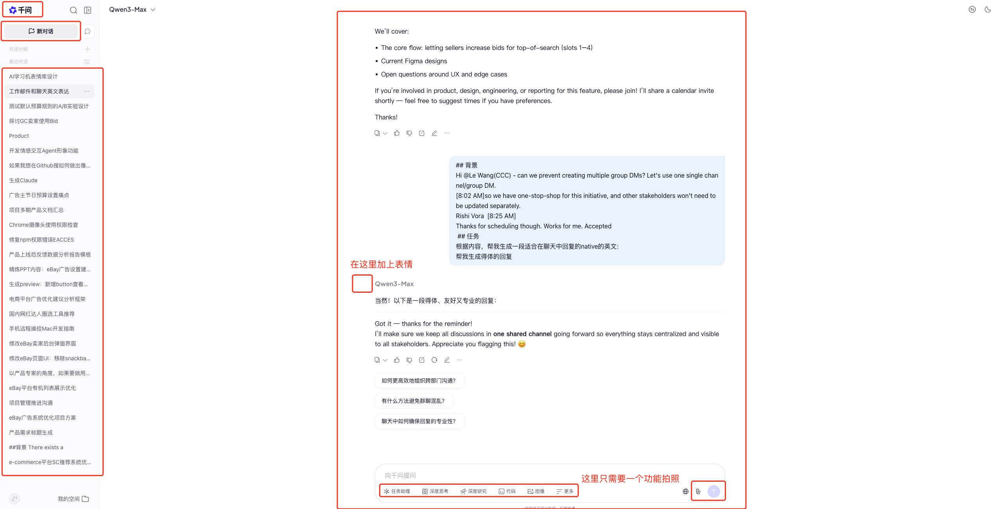 千问
新对话
对话分组
最近对话
AI学习机表情库设计
工作邮件和聊天英文表达
测试默认预算规则的A/B实验设计
探讨GC卖家使用Bid
Product
开发情感交互Agent形象功能
如果我想在Github搜如何做出像...
生成Claude
广告主节日预算设置痛点
项目多期产品文档汇总
Chrome摄像头使用权限检查
修复npm权限错误EACCES
产品上线后反馈数据分析报告模板
精炼PPT内容：eBay广告设置建...
生成preview：新增button查看...
电商平台广告优化建议分析框架
国内网红达人圈选工具推荐
手机远程操控Mac开发指南
修改eBay卖家后台弹窗界面
修改eBay页面UI：移除snackba...
以产品专家的角度，如果要做用...
eBay平台有机列表展示优化
项目管理推进沟通
eBay广告系统优化项目方案
产品需求标题生成
##背景 There exists a
e-commerce平台SC推荐系统优...
我的空间
Qwen3-Max
We'll cover:
• The core flow: letting sellers increase bids for top-of-search (slots 1–4)
• Current Figma designs
• Open questions around UX and edge cases
If you're involved in product, design, engineering, or reporting for this feature, please join! I'll share a calendar invite
shortly — feel free to suggest times if you have preferences.
Thanks!
## 背景
Hi @Le Wang(CCC) - can we prevent creating multiple group DMs? Let's use one single chan
nel/group DM.
[8:02 AM]so we have one-stop-shop for this initiative, and other stakeholders won't need to
be updated separately.
Rishi Vora  [8:25 AM]
Thanks for scheduling though. Works for me. Accepted
## 任务
根据内容，帮我生成一段适合在聊天中回复的native的英文:
帮我生成得体的回复
在这里加上表情
Qwen3-Max
当然！以下是一段得体、友好又专业的回复：
Got it — thanks for the reminder!
I'll make sure we keep all discussions in one shared channel going forward so everything stays centralized and visible
to all stakeholders. Appreciate you flagging this! 😊
如何更高效地组织跨部门沟通?
有什么方法避免群聊混乱?
聊天中如何确保回复的专业性?
向千问提问
这里只需要一个功能拍照
任务助理 深度思考 深度研究 代码 图像 更多